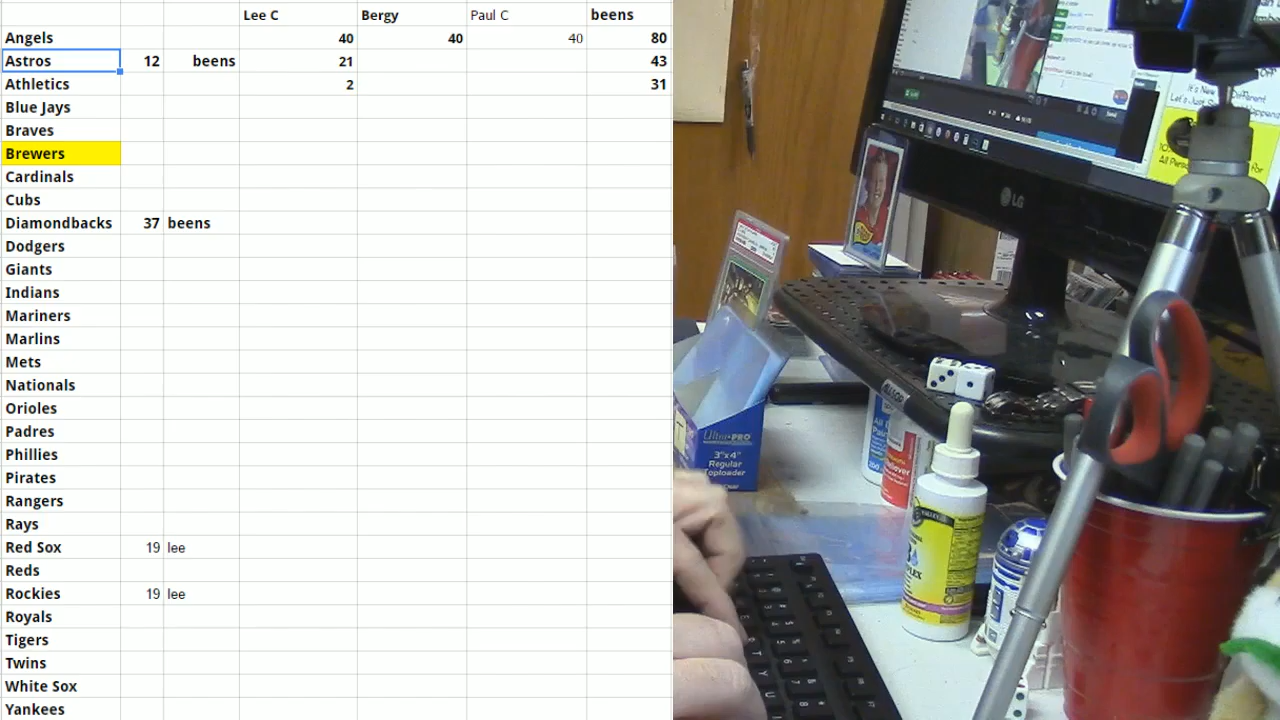 Lee C Bergy Paul C beens
Angels 40 40 40 80
Astros 12 beens 21 43
Athletics 2 31
Blue Jays
Braves
Brewers
Cardinals
Cubs
Diamondbacks 37 beens
Dodgers
Giants
Indians
Mariners
Marlins
Mets
Nationals
Orioles
Padres
Phillies
Pirates
Rangers
Rays
Red Sox 19 lee
Reds
Rockies 19 lee
Royals
Tigers
Twins
White Sox
Yankees
LG
Ultra-PRO
3"x4"
Regular
Toploader